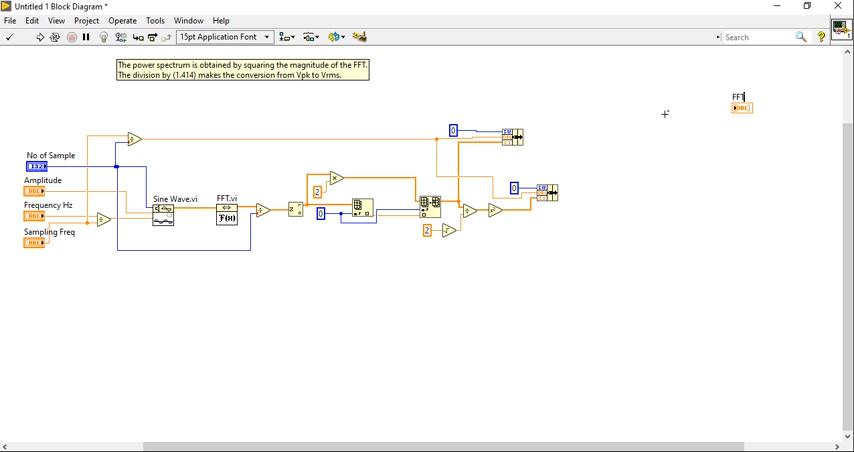 Untitled 1 Block Diagram *
File Edit View Project Operate Tools Window Help
15pt Application Font
Search
The power spectrum is obtained by squaring the magnitude of the FFT.
The division by (1.414) makes the conversion from Vpk to Vrms.
FFT
DBL
0
No of Sample
I32
Amplitude
DBL
Sine Wave.vi
FFT.vi
2
0
Frequency Hz
DBL
F(x)
0
Sampling Freq
DBL
2